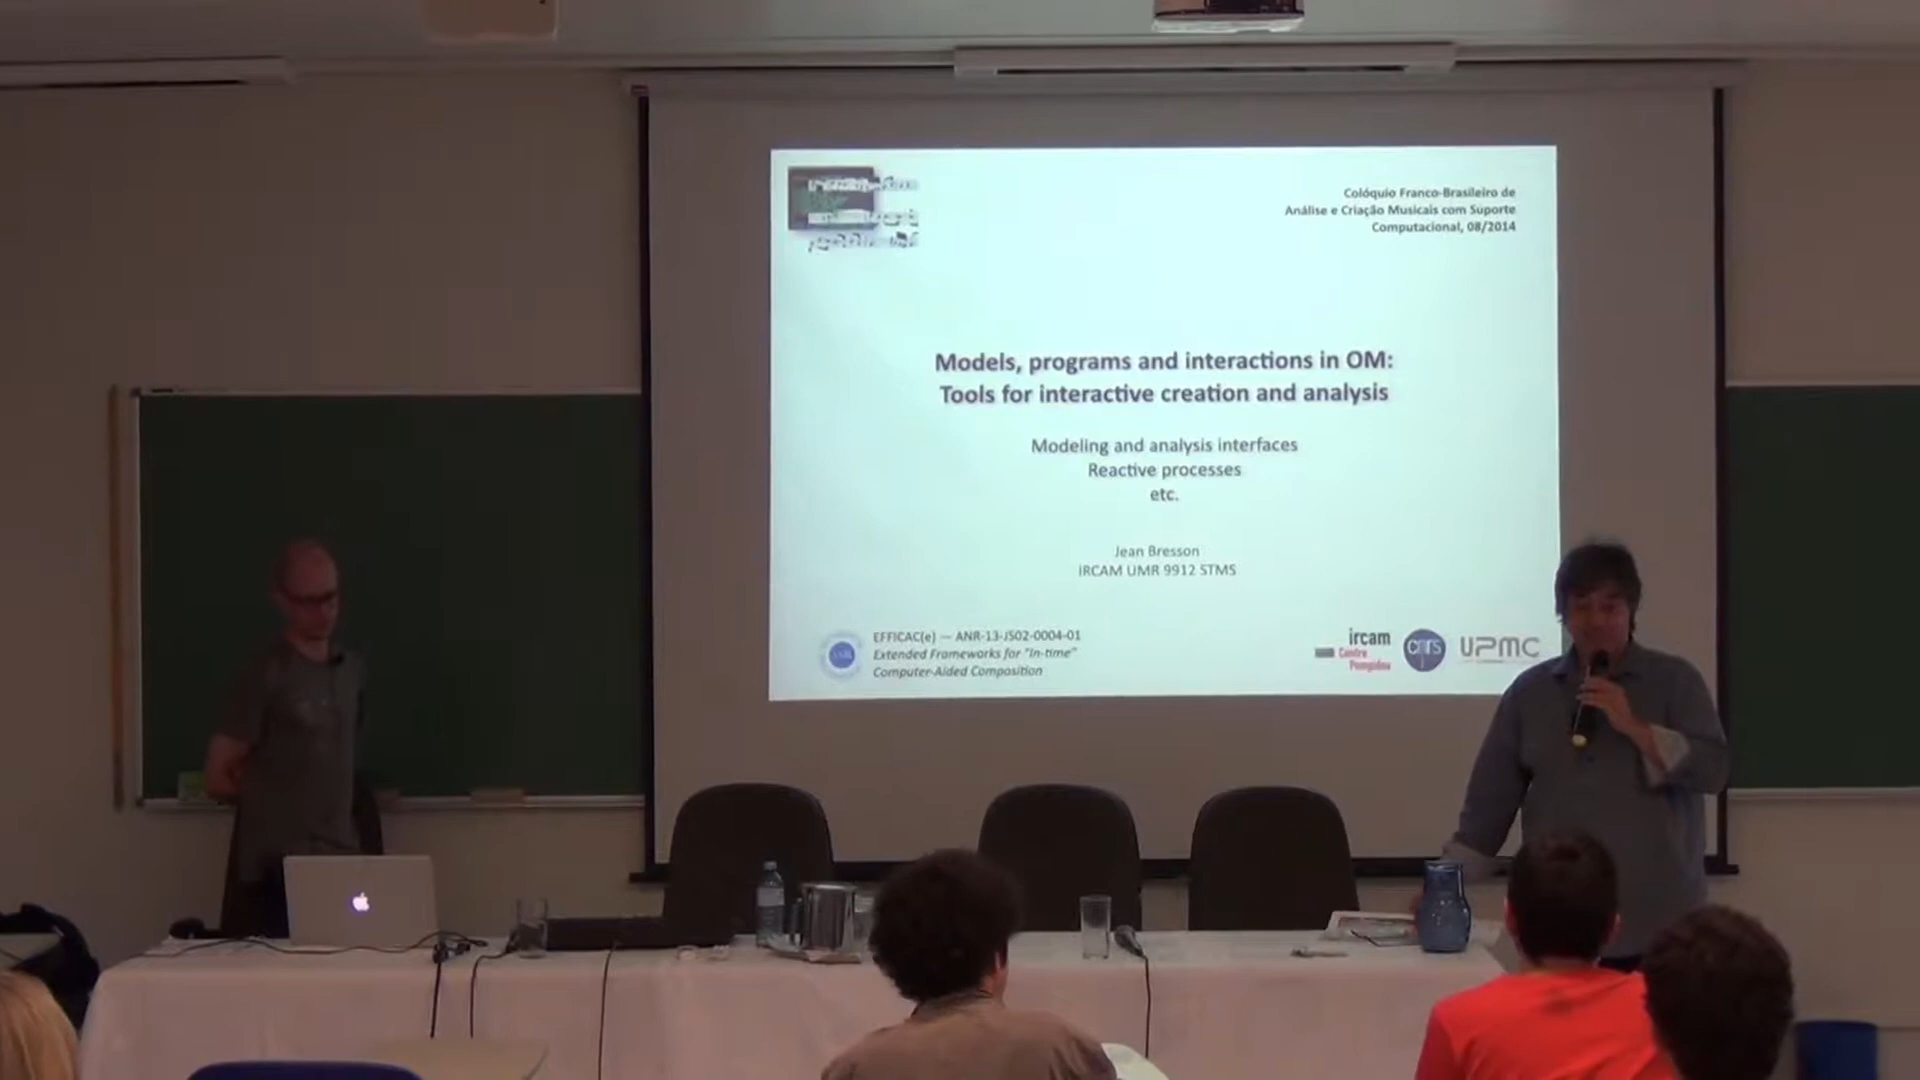 Colóquio Franco-Brasileiro de
Análise e Criação Musicais com Suporte
Computacional, 08/2014
Models, programs and interactions in OM:
Tools for interactive creation and analysis
Modeling and analysis interfaces
Reactive processes
etc.
Jean Bresson
IRCAM UMR 9912 STMS
EFFICAC(e) — ANR-13-JS02-0004-01
Extended Frameworks for "In-time"
Computer-Aided Composition
ircam
Centre
Pompidou
cnrs
UPMC